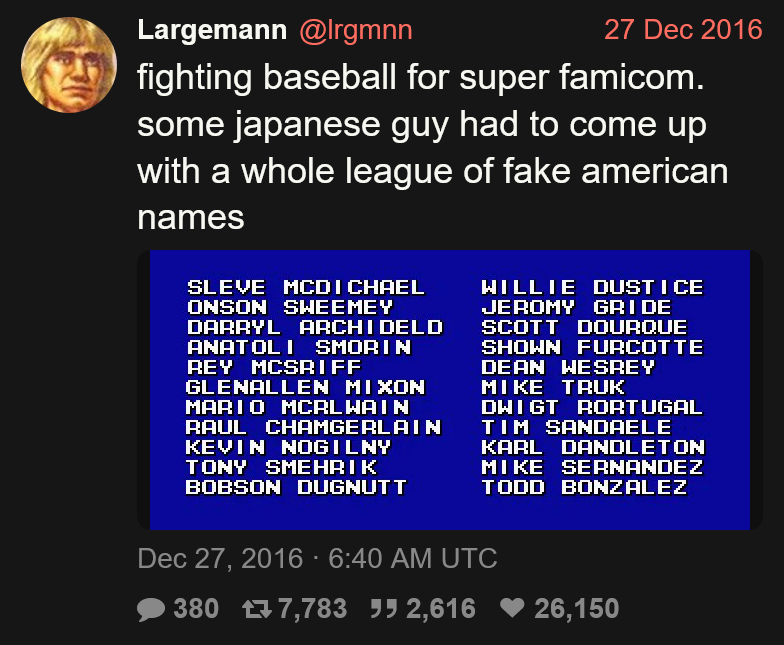 Largemann @lrgmnn 27 Dec 2016
fighting baseball for super famicom.
some japanese guy had to come up
with a whole league of fake american
names
SLEVE MCDICHAEL
ONSON SWEEMEY
DARRYL ARCHIDELD
ANATOLI SMORIN
REY MCSRIFF
GLENALLEN MIXON
MARIO MCRLWAIN
RAUL CHAMGERLAIN
KEVIN NOGILNY
TONY SMEHRIK
BOBSON DUGNUTT
WILLIE DUSTICE
JEROMY GRIDE
SCOTT DOURQUE
SHOWN FURCOTTE
DEAN WESREY
MIKE TRUK
DWIGT RORTUGAL
TIM SANDAELE
KARL DANDLETON
MIKE SERNANDEZ
TODD BONZALEZ
Dec 27, 2016 · 6:40 AM UTC
380 7,783 2,616 26,150